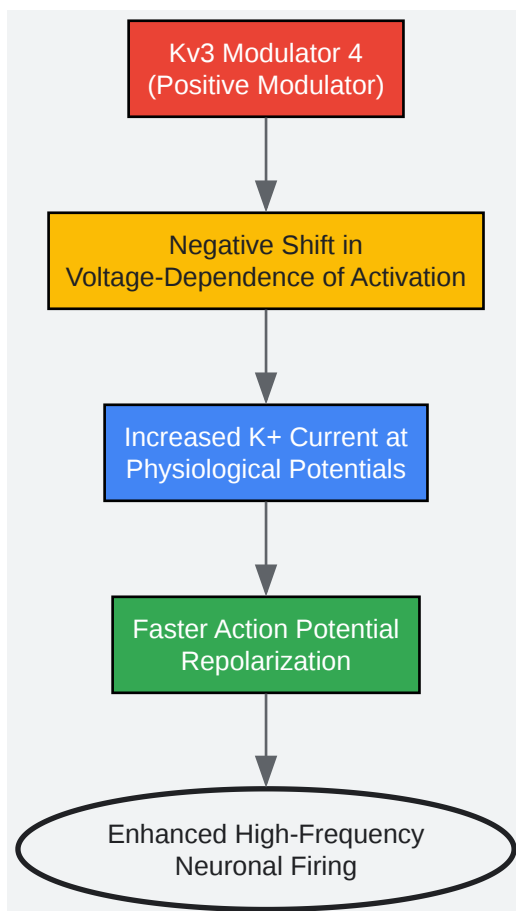 Kv3 Modulator 4
(Positive Modulator)
Negative Shift in
Voltage-Dependence of Activation
Increased K+ Current at
Physiological Potentials
Faster Action Potential
Repolarization
Enhanced High-Frequency
Neuronal Firing